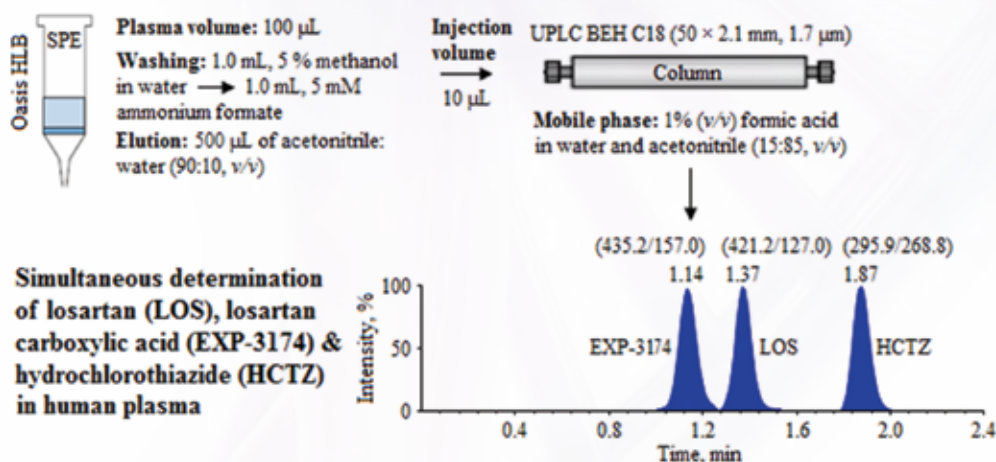 Oasis HLB
SPE
Plasma volume: 100 µL
Washing: 1.0 mL, 5 % methanol
in water → 1.0 mL, 5 mM
ammonium formate
Elution: 500 µL of acetonitrile:
water (90:10, v/v)
Injection
volume
10 µL
UPLC BEH C18 (50 × 2.1 mm, 1.7 µm)
Column
Mobile phase: 1% (v/v) formic acid
in water and acetonitrile (15:85, v/v)
Simultaneous determination
of losartan (LOS), losartan
carboxylic acid (EXP-3174) &
hydrochlorothiazide (HCTZ)
in human plasma
(435.2/157.0) (421.2/127.0) (295.9/268.8)
1.14 1.37 1.87
EXP-3174 LOS HCTZ
Intensity, %
100
50
0
0.4 0.8 1.2 1.6 2.0 2.4
Time, min